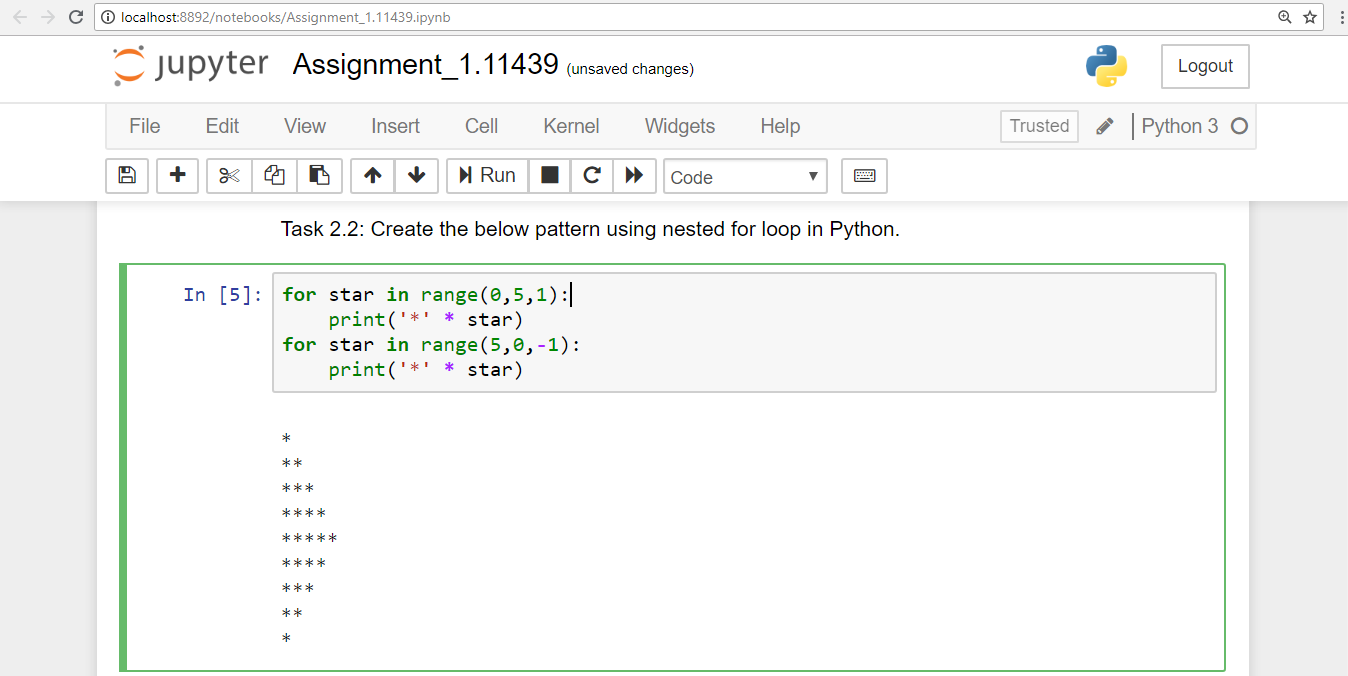 localhost:8892/notebooks/Assignment_1.11439.ipynb
jupyter Assignment_1.11439 (unsaved changes) Logout
File Edit View Insert Cell Kernel Widgets Help Trusted Python 3
Run Code
Task 2.2: Create the below pattern using nested for loop in Python.
In [5]: for star in range(0,5,1):
    print('*' * star)
for star in range(5,0,-1):
    print('*' * star)
*
**
***
****
*****
****
***
**
*